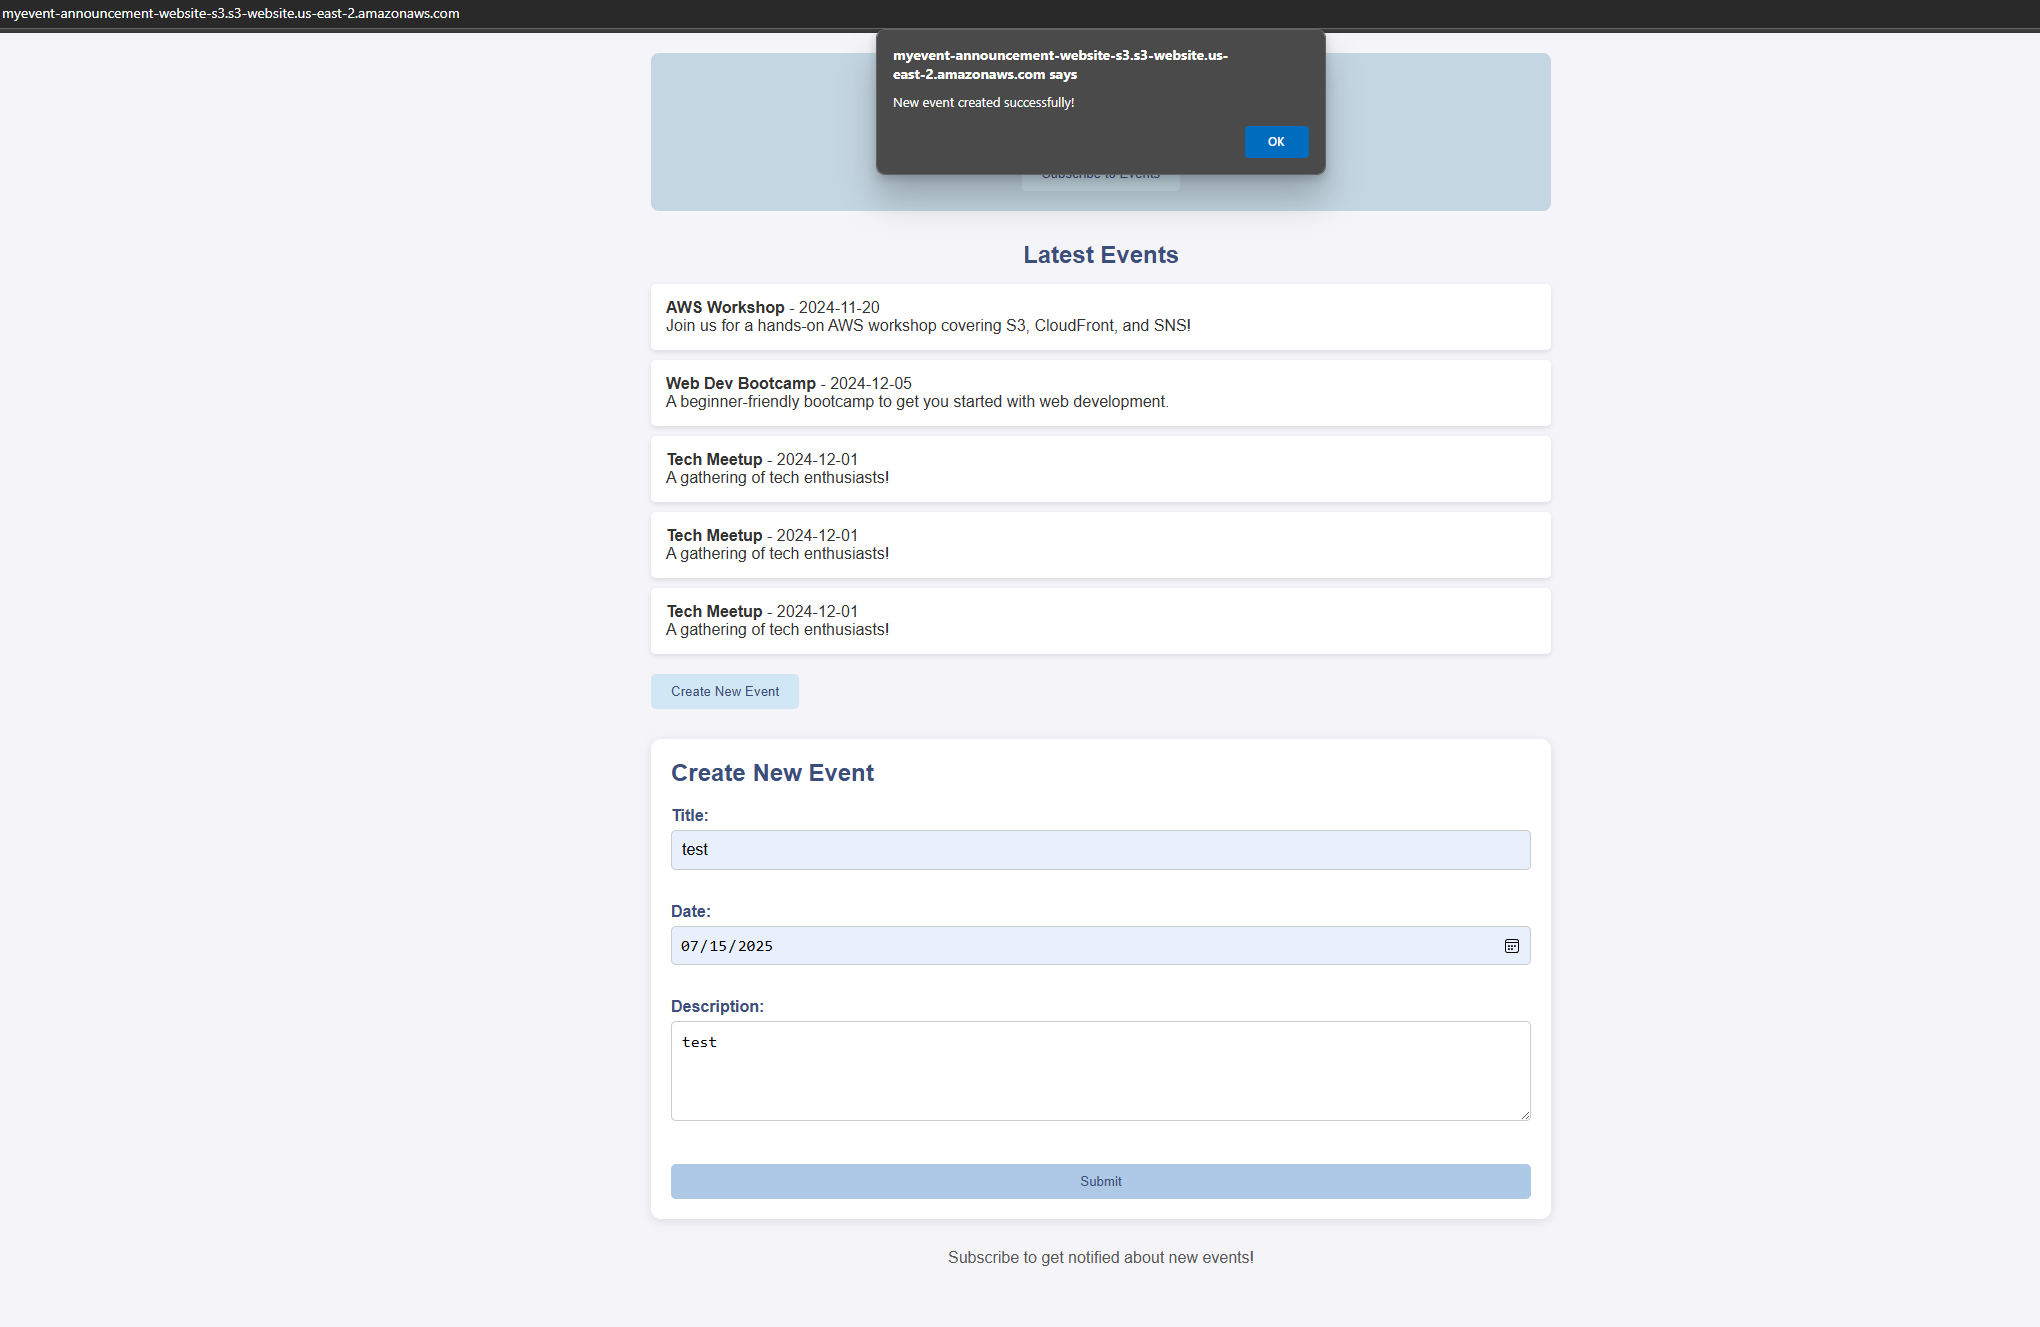 myevent-announcement-website-s3.s3-website.us-east-2.amazonaws.com
myevent-announcement-website-s3.s3-website.us-
east-2.amazonaws.com says
New event created successfully!
OK
Subscribe to Events
Latest Events
AWS Workshop - 2024-11-20
Join us for a hands-on AWS workshop covering S3, CloudFront, and SNS!
Web Dev Bootcamp - 2024-12-05
A beginner-friendly bootcamp to get you started with web development.
Tech Meetup - 2024-12-01
A gathering of tech enthusiasts!
Tech Meetup - 2024-12-01
A gathering of tech enthusiasts!
Tech Meetup - 2024-12-01
A gathering of tech enthusiasts!
Create New Event
Create New Event
Title:
test
Date:
07/15/2025
Description:
test
Submit
Subscribe to get notified about new events!